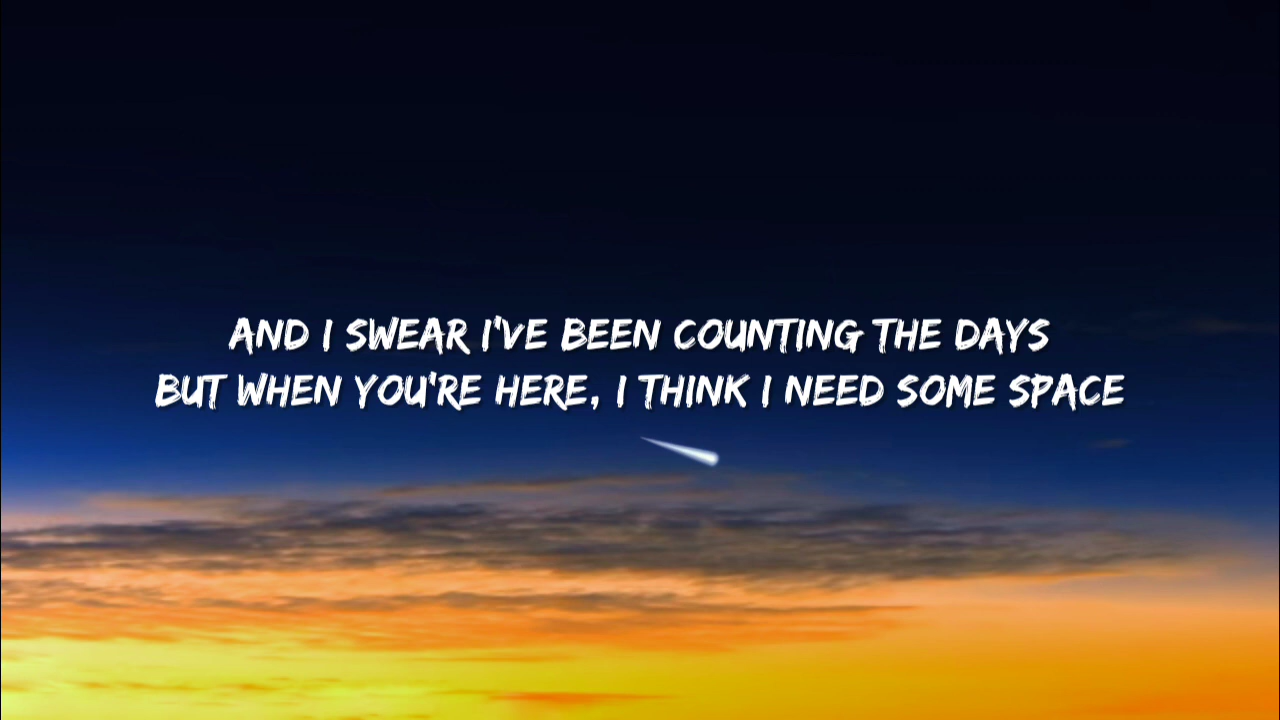 AND I SWEAR I'VE BEEN COUNTING THE DAYS
BUT WHEN YOU'RE HERE, I THINK I NEED SOME SPACE